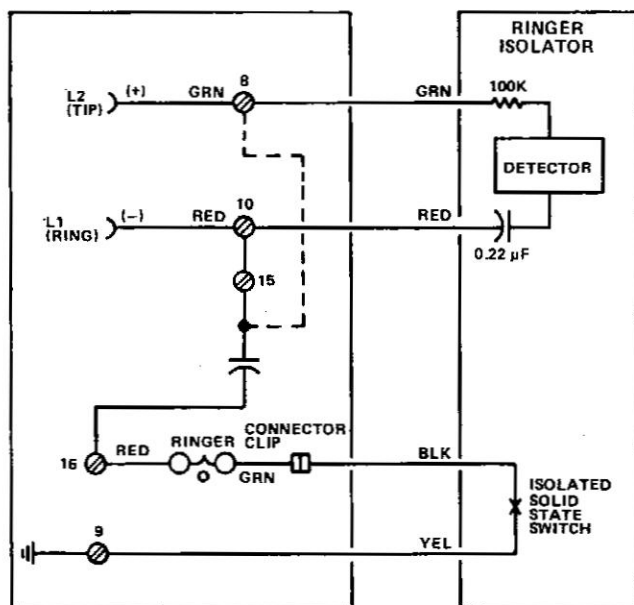 RINGER
ISOLATOR
L2
(TIP)
(+)
GRN
8
GRN
100K
DETECTOR
L1
(RING)
(−)
RED
10
RED
0.22 µF
15
16
RED
RINGER
CONNECTOR
CLIP
GRN
BLK
ISOLATED
SOLID
STATE
SWITCH
9
YEL